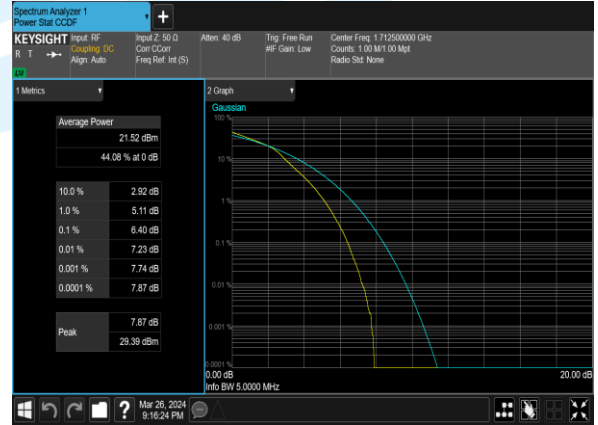 Spectrum Analyzer 1
Power Stat CCDF
+
KEYSIGHT
R T
LXI
Input: RF
Coupling: DC
Align: Auto
Input Z: 50 Ω
Corr CCorr
Freq Ref: Int (S)
Atten: 40 dB
Trig: Free Run
#IF Gain: Low
Center Freq: 1.712500000 GHz
Counts: 1.00 M/1.00 Mpt
Radio Std: None
1 Metrics
Average Power
21.52 dBm
44.08 % at 0 dB
10.0 % 2.92 dB
1.0 % 5.11 dB
0.1 % 6.40 dB
0.01 % 7.23 dB
0.001 % 7.74 dB
0.0001 % 7.87 dB
Peak
7.87 dB
29.39 dBm
2 Graph
Gaussian
100 %
10 %
1 %
0.1 %
0.01 %
0.001 %
0.0001 %
0.00 dB 20.00 dB
Info BW 5.0000 MHz
?
Mar 26, 2024
9:16:24 PM